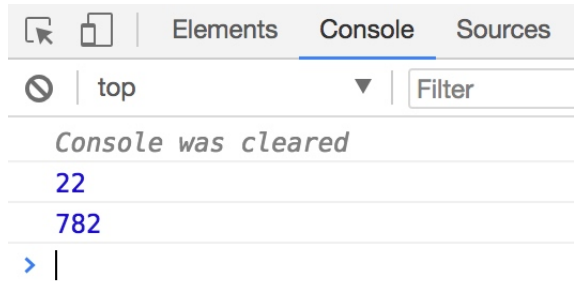 Elements Console Sources
top ▼ Filter
Console was cleared
22
782
>